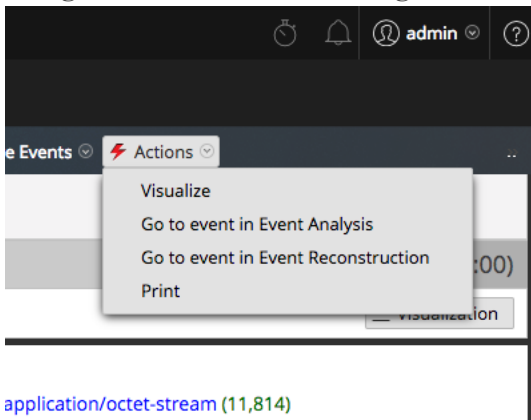 admin ?
e Events Actions
Visualize
Go to event in Event Analysis
Go to event in Event Reconstruction
:00)
Print
Visualization
application/octet-stream (11,814)